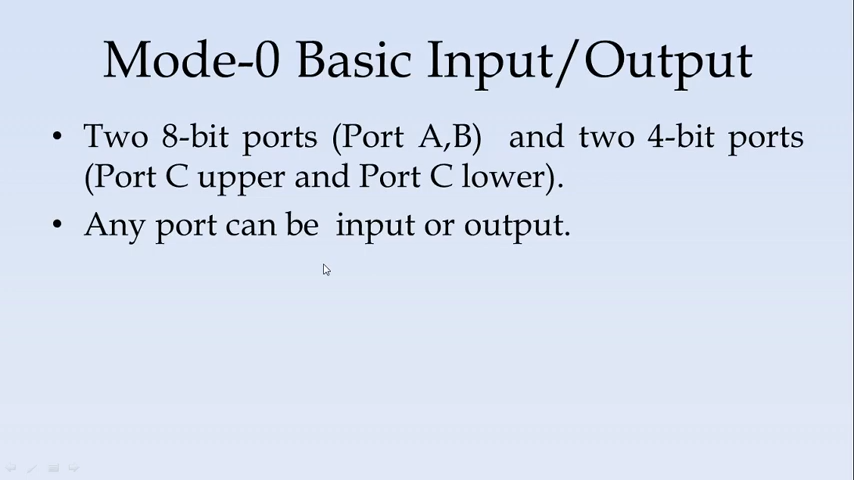 Mode-0 Basic Input/Output
• Two 8-bit ports (Port A,B) and two 4-bit ports
(Port C upper and Port C lower).
• Any port can be input or output.